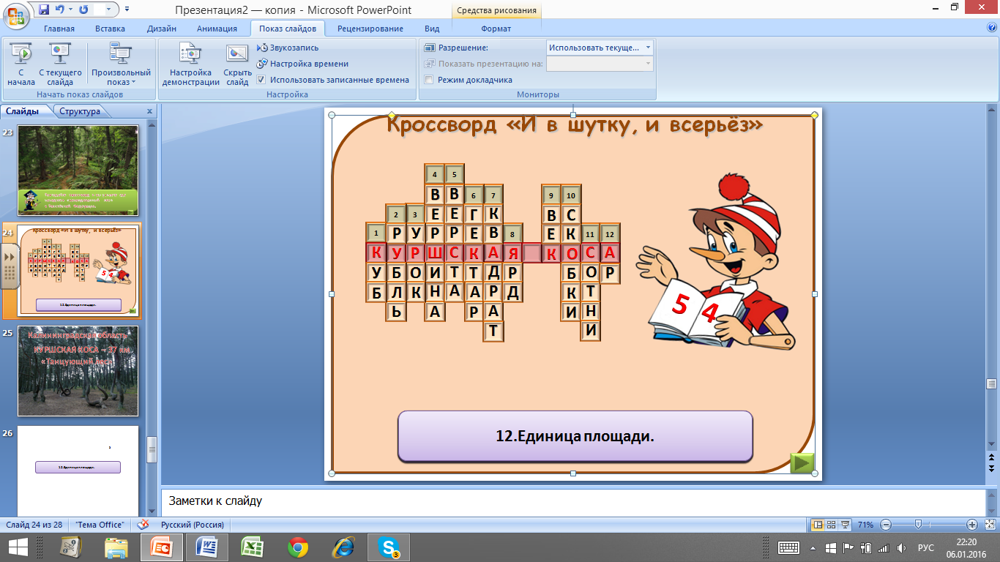 Презентация2 — копия - Microsoft PowerPoint
Средства рисования
Главная Вставка Дизайн Анимация Показ слайдов Рецензирование Вид Формат
С начала
С текущего слайда
Произвольный показ
Начать показ слайдов
Настройка демонстрации
Скрыть слайд
Звукозапись
Настройка времени
Использовать записанные времена
Настройка
Разрешение: Использовать текуще...
Показать презентацию на:
Режим докладчика
Мониторы
Слайды Структура x
23
24
Кроссворд «И в шутку, и всерьёз»
5 4
12.Единица площади.
25
Калининградская область
КУРШСКАЯ КОСА – 37 км.
«Танцующий лес»
26
12.Единица площади.
Кроссворд «И в шутку, и всерьёз»
4 5
В В 6 7 9 10
2 3 Е Е Г К В С
1 Р У Р Р Е В 8 Е К 11 12
К У Р Ш С К А Я К О С А
У Б О И Т Т Д Р Б О Р
Б Л К Н А А Р Д К Т
Ь А Р А И Н
Т И
5 4
12.Единица площади.
Заметки к слайду
Слайд 24 из 28 "Тема Office" Русский (Россия) 71%
3
РУС
22:20
06.01.2016